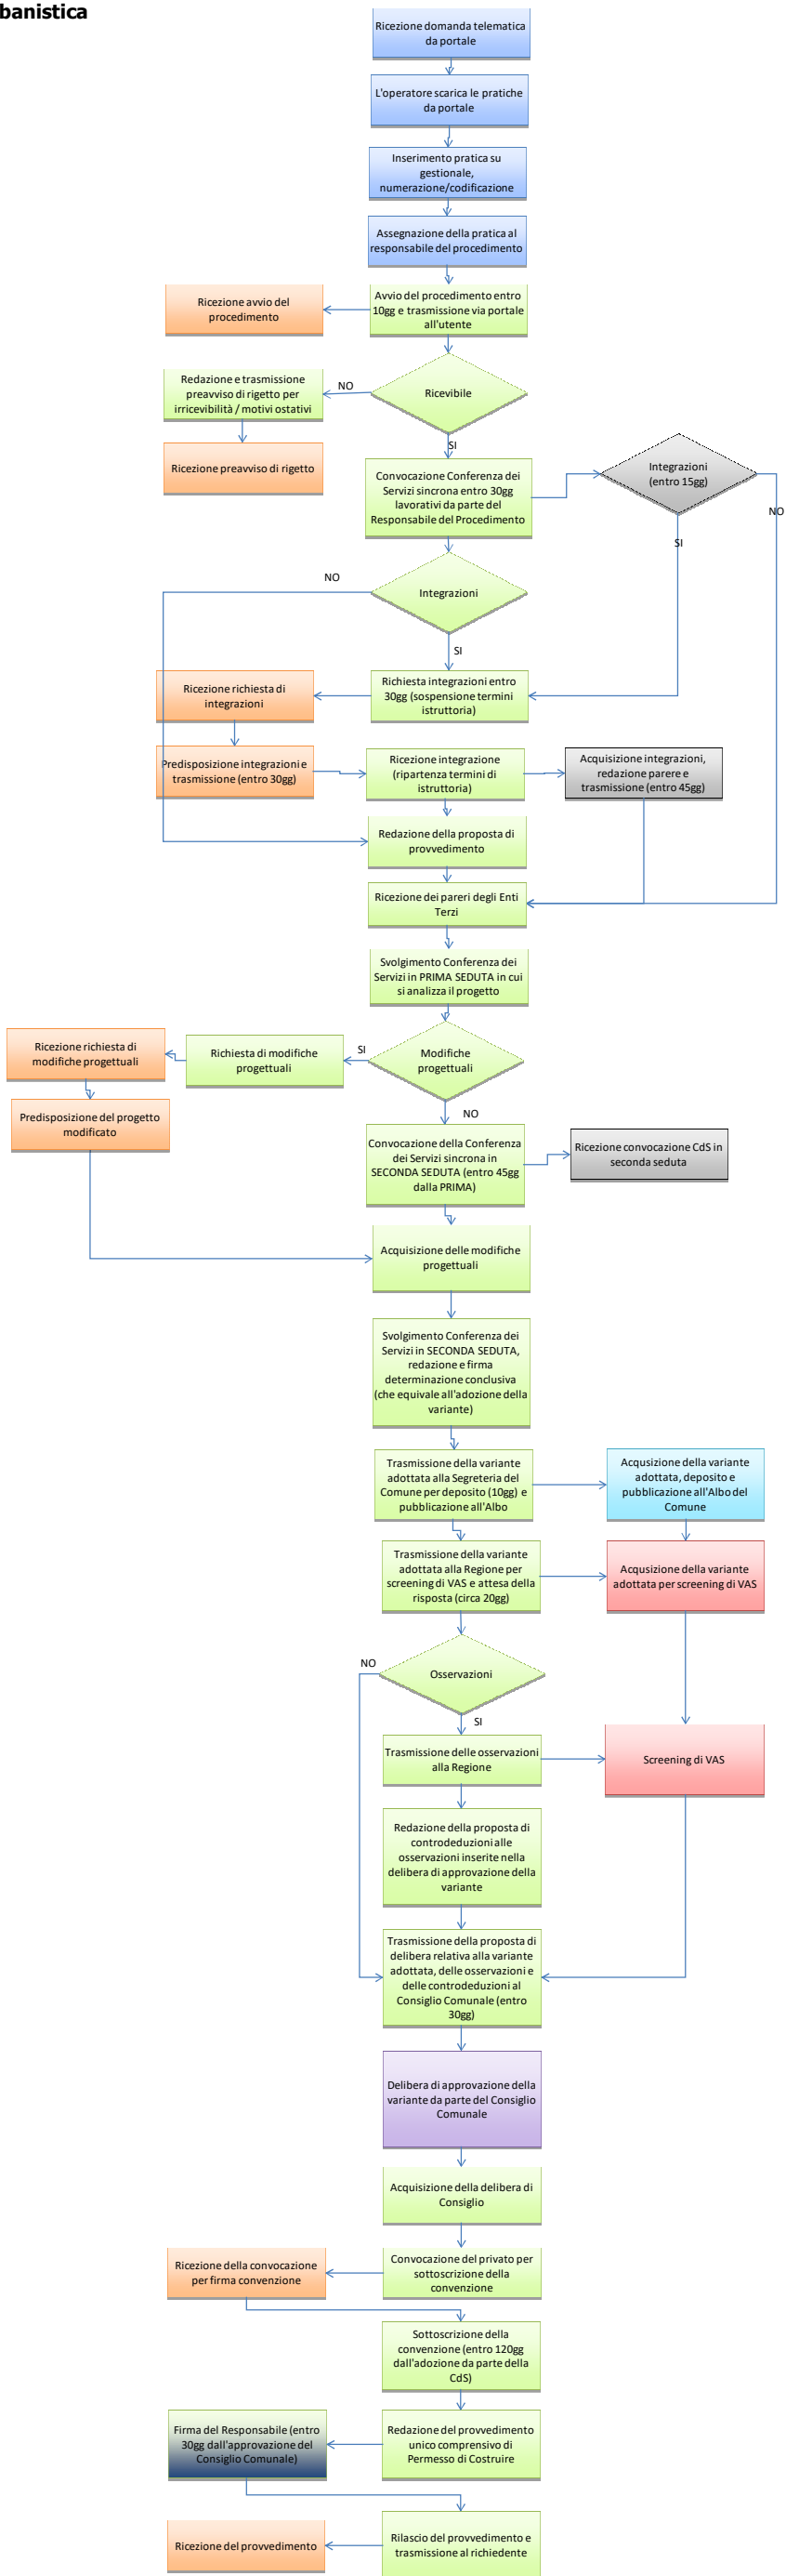 banistica
Ricezione domanda telematica
da portale
L'operatore scarica le pratiche
da portale
Inserimento pratica su
gestionale,
numerazione/codificazione
Assegnazione della pratica al
responsabile del procedimento
Ricezione avvio del
procedimento
Avvio del procedimento entro
10gg e trasmissione via portale
all'utente
Ricevibile
NO
Redazione e trasmissione
preavviso di rigetto per
irricevibilità / motivi ostativi
SI
Ricezione preavviso di rigetto
Convocazione Conferenza dei
Servizi sincrona entro 30gg
lavorativi da parte del
Responsabile del Procedimento
Integrazioni
(entro 15gg)
NO
SI
NO
Integrazioni
SI
Ricezione richiesta di
integrazioni
Richiesta integrazioni entro
30gg (sospensione termini
istruttoria)
Predisposizione integrazioni e
trasmissione (entro 30gg)
Ricezione integrazione
(ripartenza termini di
istruttoria)
Acquisizione integrazioni,
redazione parere e
trasmissione (entro 45gg)
Redazione della proposta di
provvedimento
Ricezione dei pareri degli Enti
Terzi
Svolgimento Conferenza dei
Servizi in PRIMA SEDUTA in cui
si analizza il progetto
Ricezione richiesta di
modifiche progettuali
Richiesta di modifiche
progettuali
SI
Modifiche
progettuali
NO
Predisposizione del progetto
modificato
Convocazione della Conferenza
dei Servizi sincrona in
SECONDA SEDUTA (entro 45gg
dalla PRIMA)
Ricezione convocazione CdS in
seconda seduta
Acquisizione delle modifiche
progettuali
Svolgimento Conferenza dei
Servizi in SECONDA SEDUTA,
redazione e firma
determinazione conclusiva
(che equivale all'adozione della
variante)
Trasmissione della variante
adottata alla Segreteria del
Comune per deposito (10gg) e
pubblicazione all'Albo
Acqusizione della variante
adottata, deposito e
pubblicazione all'Albo del
Comune
Trasmissione della variante
adottata alla Regione per
screening di VAS e attesa della
risposta (circa 20gg)
Acqusizione della variante
adottata per screening di VAS
NO
Osservazioni
SI
Trasmissione delle osservazioni
alla Regione
Screening di VAS
Redazione della proposta di
controdeduzioni alle
osservazioni inserite nella
delibera di approvazione della
variante
Trasmissione della proposta di
delibera relativa alla variante
adottata, delle osservazioni e
delle controdeduzioni al
Consiglio Comunale (entro
30gg)
Delibera di approvazione della
variante da parte del Consiglio
Comunale
Acquisizione della delibera di
Consiglio
Ricezione della convocazione
per firma convenzione
Convocazione del privato per
sottoscrizione della
convenzione
Sottoscrizione della
convenzione (entro 120gg
dall'adozione da parte della
CdS)
Firma del Responsabile (entro
30gg dall'approvazione del
Consiglio Comunale)
Redazione del provvedimento
unico comprensivo di
Permesso di Costruire
Ricezione del provvedimento
Rilascio del provvedimento e
trasmissione al richiedente